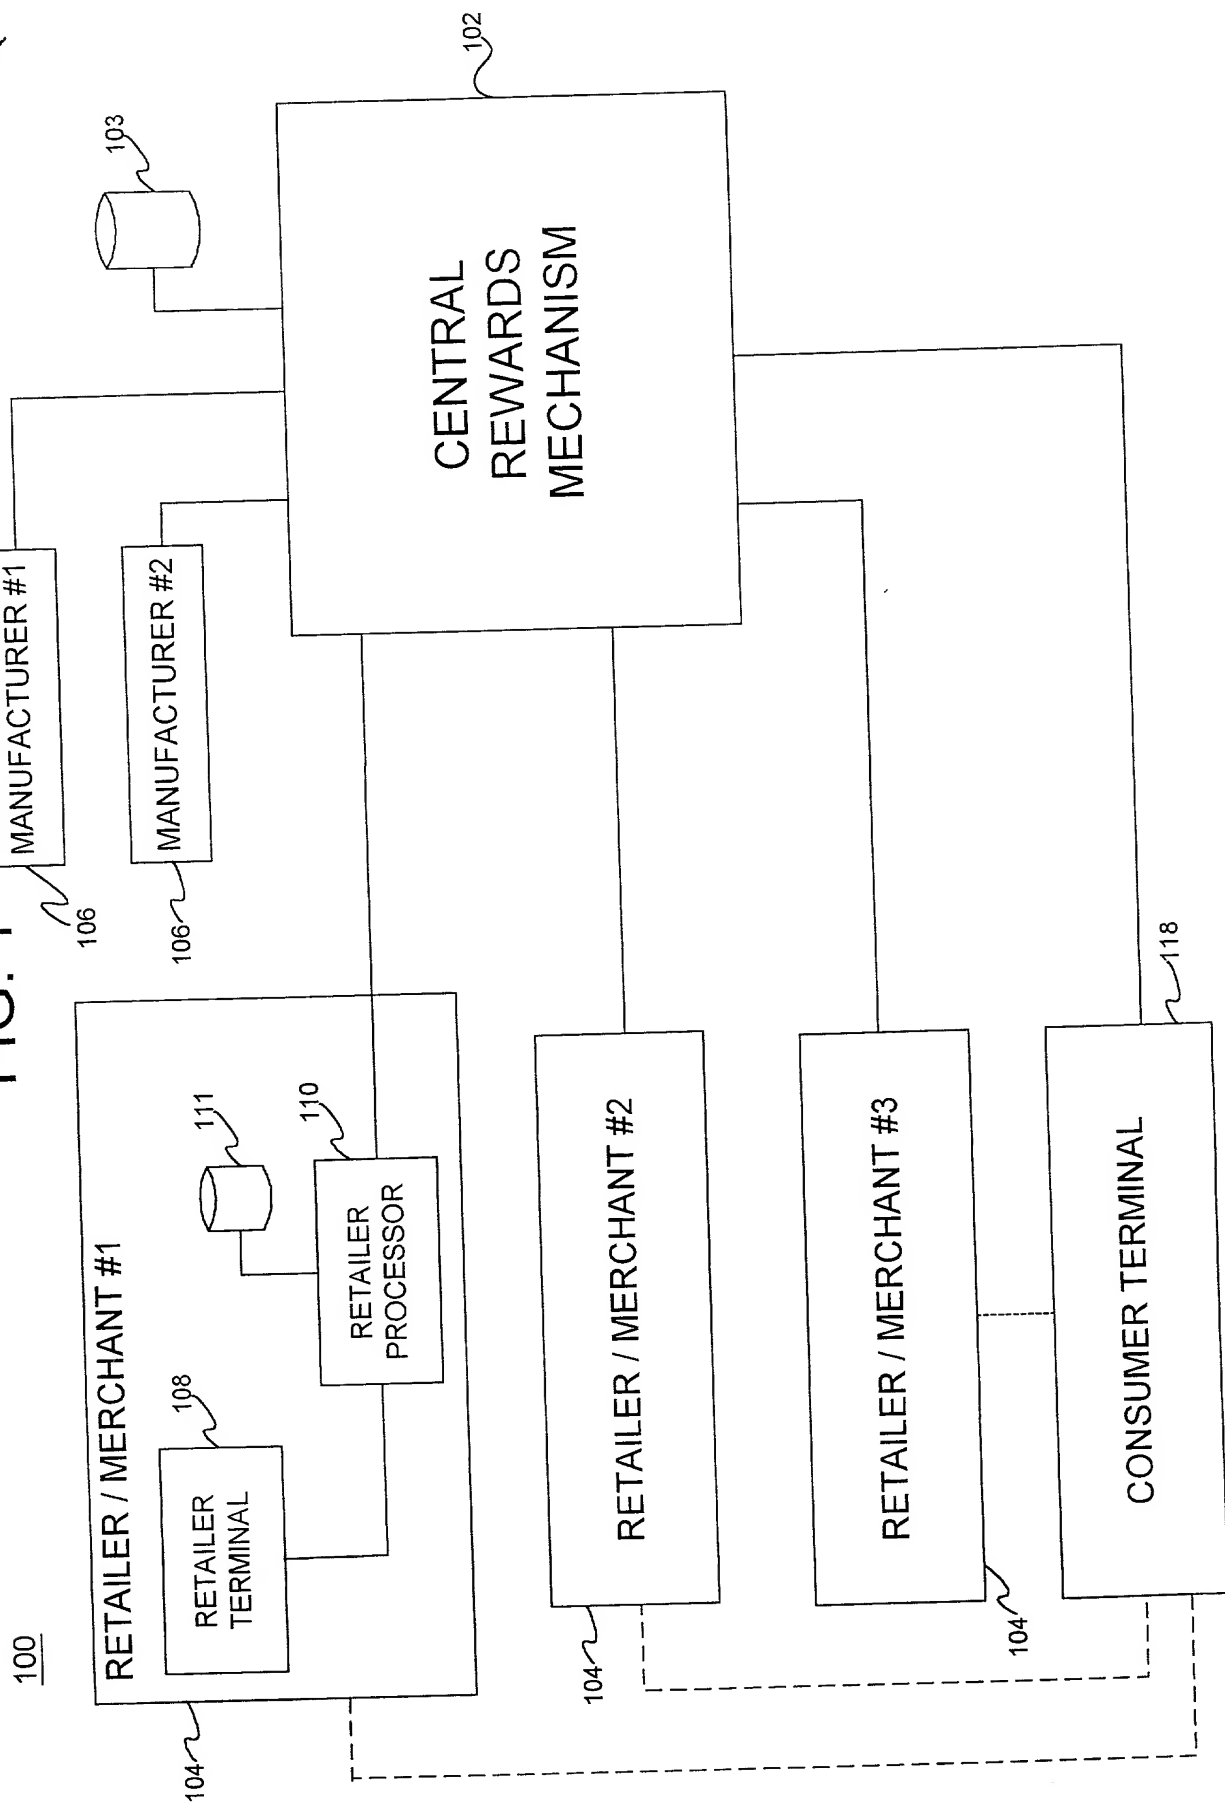 100
FIG. 1
RETAILER / MERCHANT #1
104
RETAILER
TERMINAL
108
RETAILER
PROCESSOR
110
111
MANUFACTURER #1
106
MANUFACTURER #2
106
103
CENTRAL
REWARDS
MECHANISM
102
RETAILER / MERCHANT #2
104
RETAILER / MERCHANT #3
104
CONSUMER TERMINAL
118